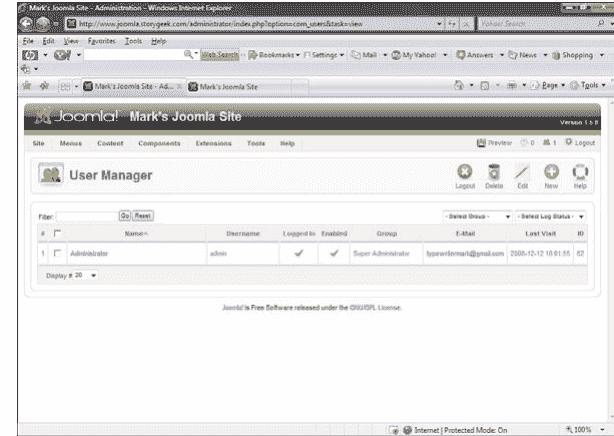 Mark's Joomla Site - Administration - Windows Internet Explorer
http://www.joomla.storygeek.com/administrator/index.php?option=com_users&task=view
Yahoo! Search
File Edit View Favorites Tools Help
Web Search Bookmarks Settings Mail My Yahoo! Answers News Shopping
Mark's Joomla Site - Ad... Mark's Joomla Site Page Tools
Joomla! Mark's Joomla Site
Version 1.5.8
Site Menus Content Components Extensions Tools Help Preview 0 1 Logout
User Manager
Logout Delete Edit New Help
Filter: Go Reset - Select Group - - Select Log Status -
# Name Username Logged In Enabled Group E-Mail Last Visit ID
1 Administrator admin Super Administrator typewritermark@gmail.com 2008-12-12 18:01:55 62
Display # 20
Joomla! is Free Software released under the GNU/GPL License.
Internet | Protected Mode: On 100%